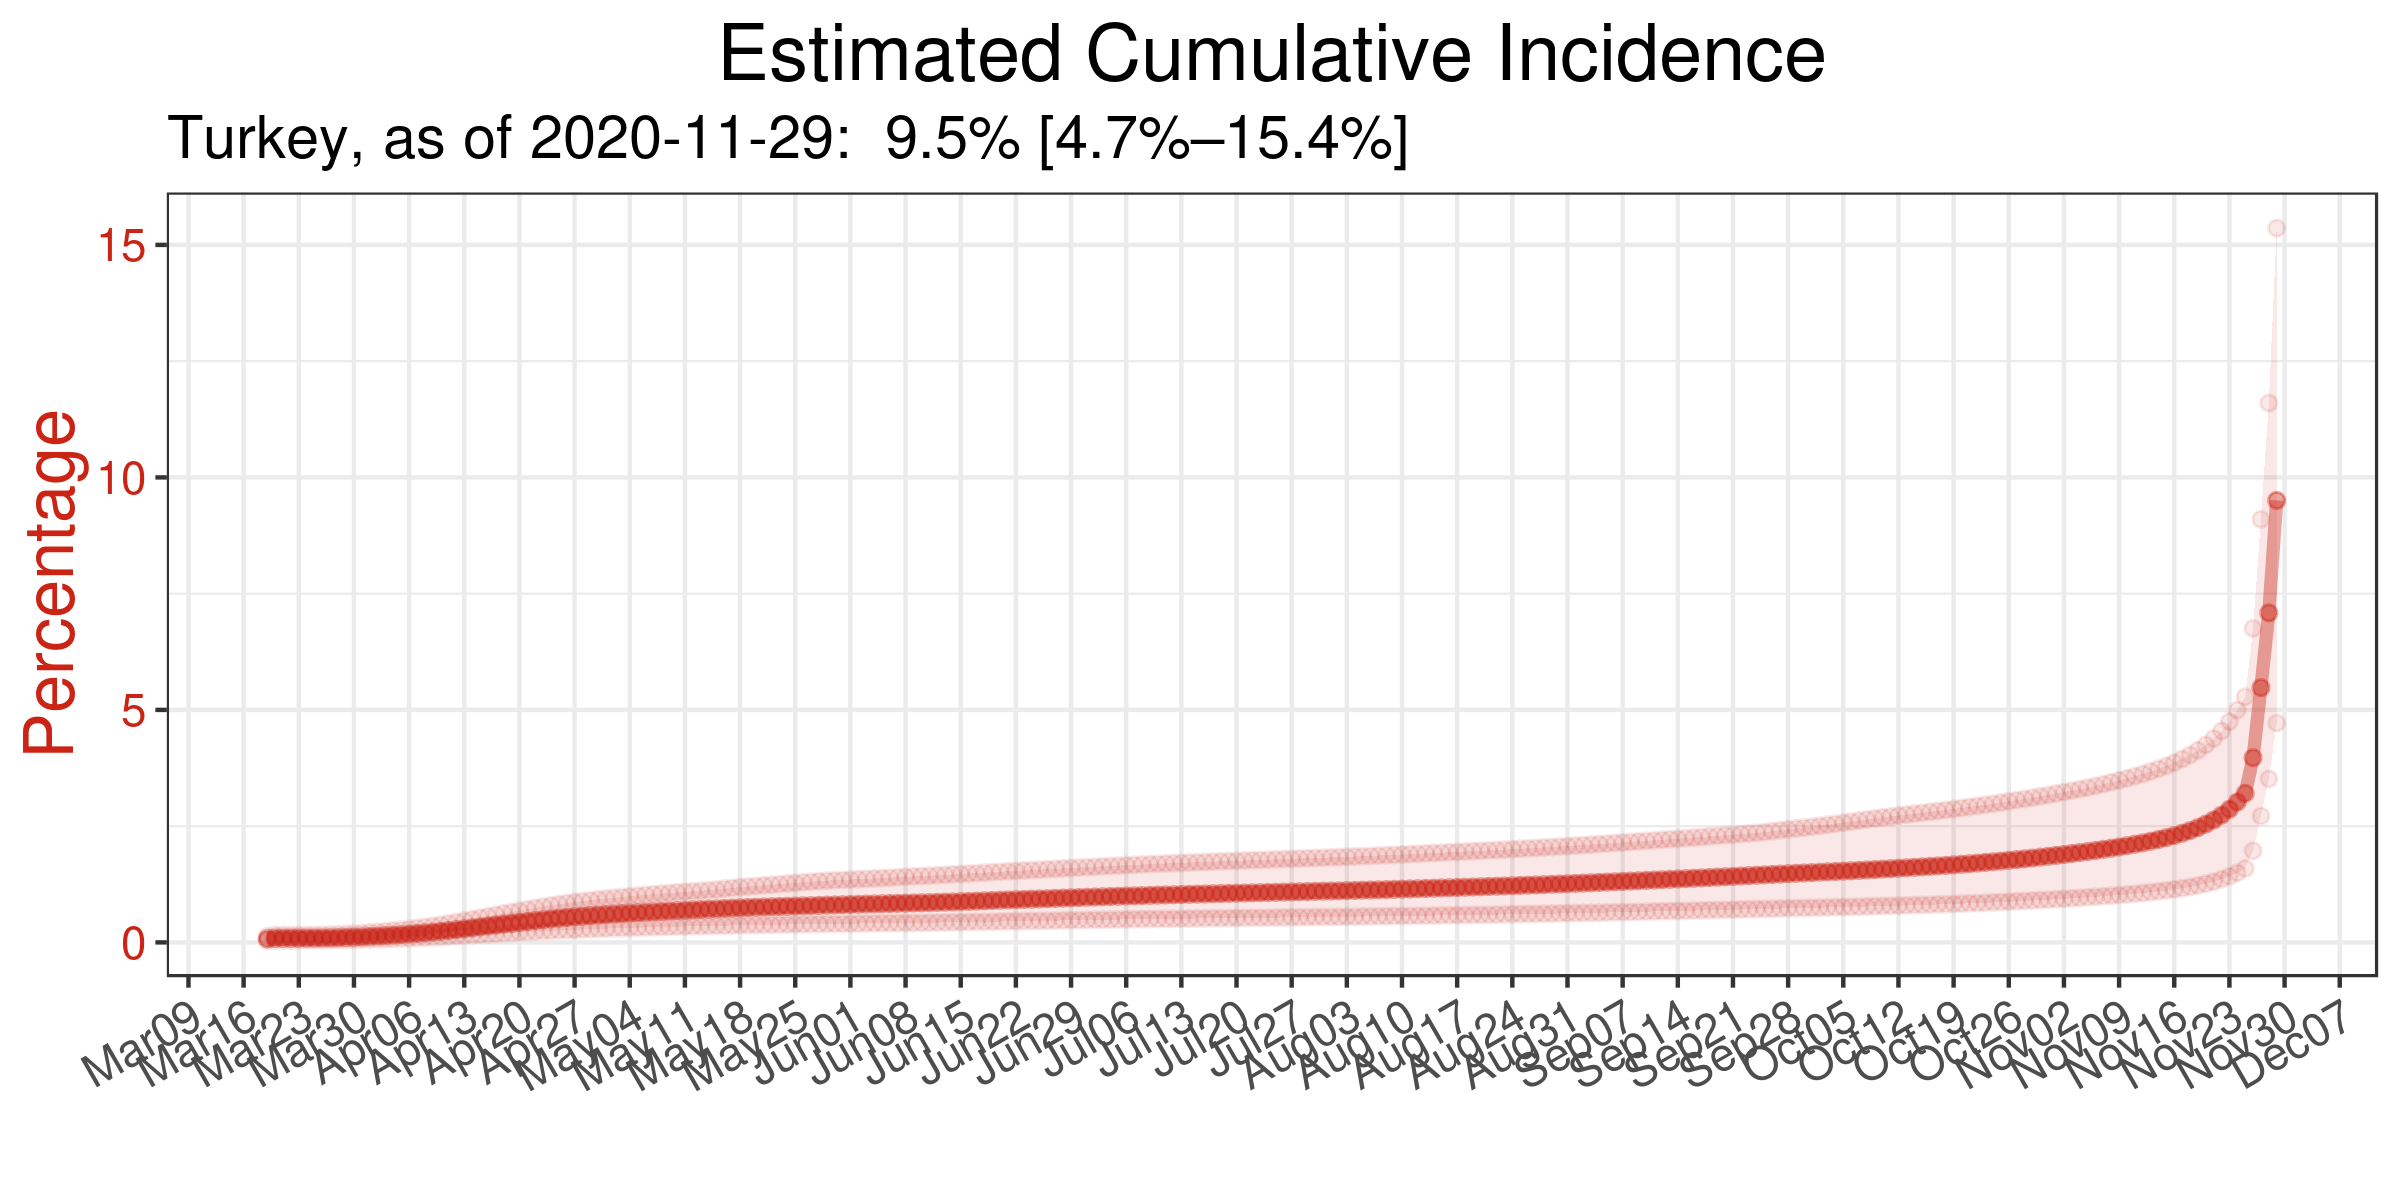 Estimated Cumulative Incidence
Turkey, as of 2020-11-29:  9.5% [4.7%–15.4%]
Percentage
15
10
5
0
Mar09
Mar16
Mar23
Mar30
Apr06
Apr13
Apr20
Apr27
May04
May11
May18
May25
Jun01
Jun08
Jun15
Jun22
Jun29
Jul06
Jul13
Jul20
Jul27
Aug03
Aug10
Aug17
Aug24
Aug31
Sep07
Sep14
Sep21
Sep28
Oct05
Oct12
Oct19
Oct26
Nov02
Nov09
Nov16
Nov23
Nov30
Dec07